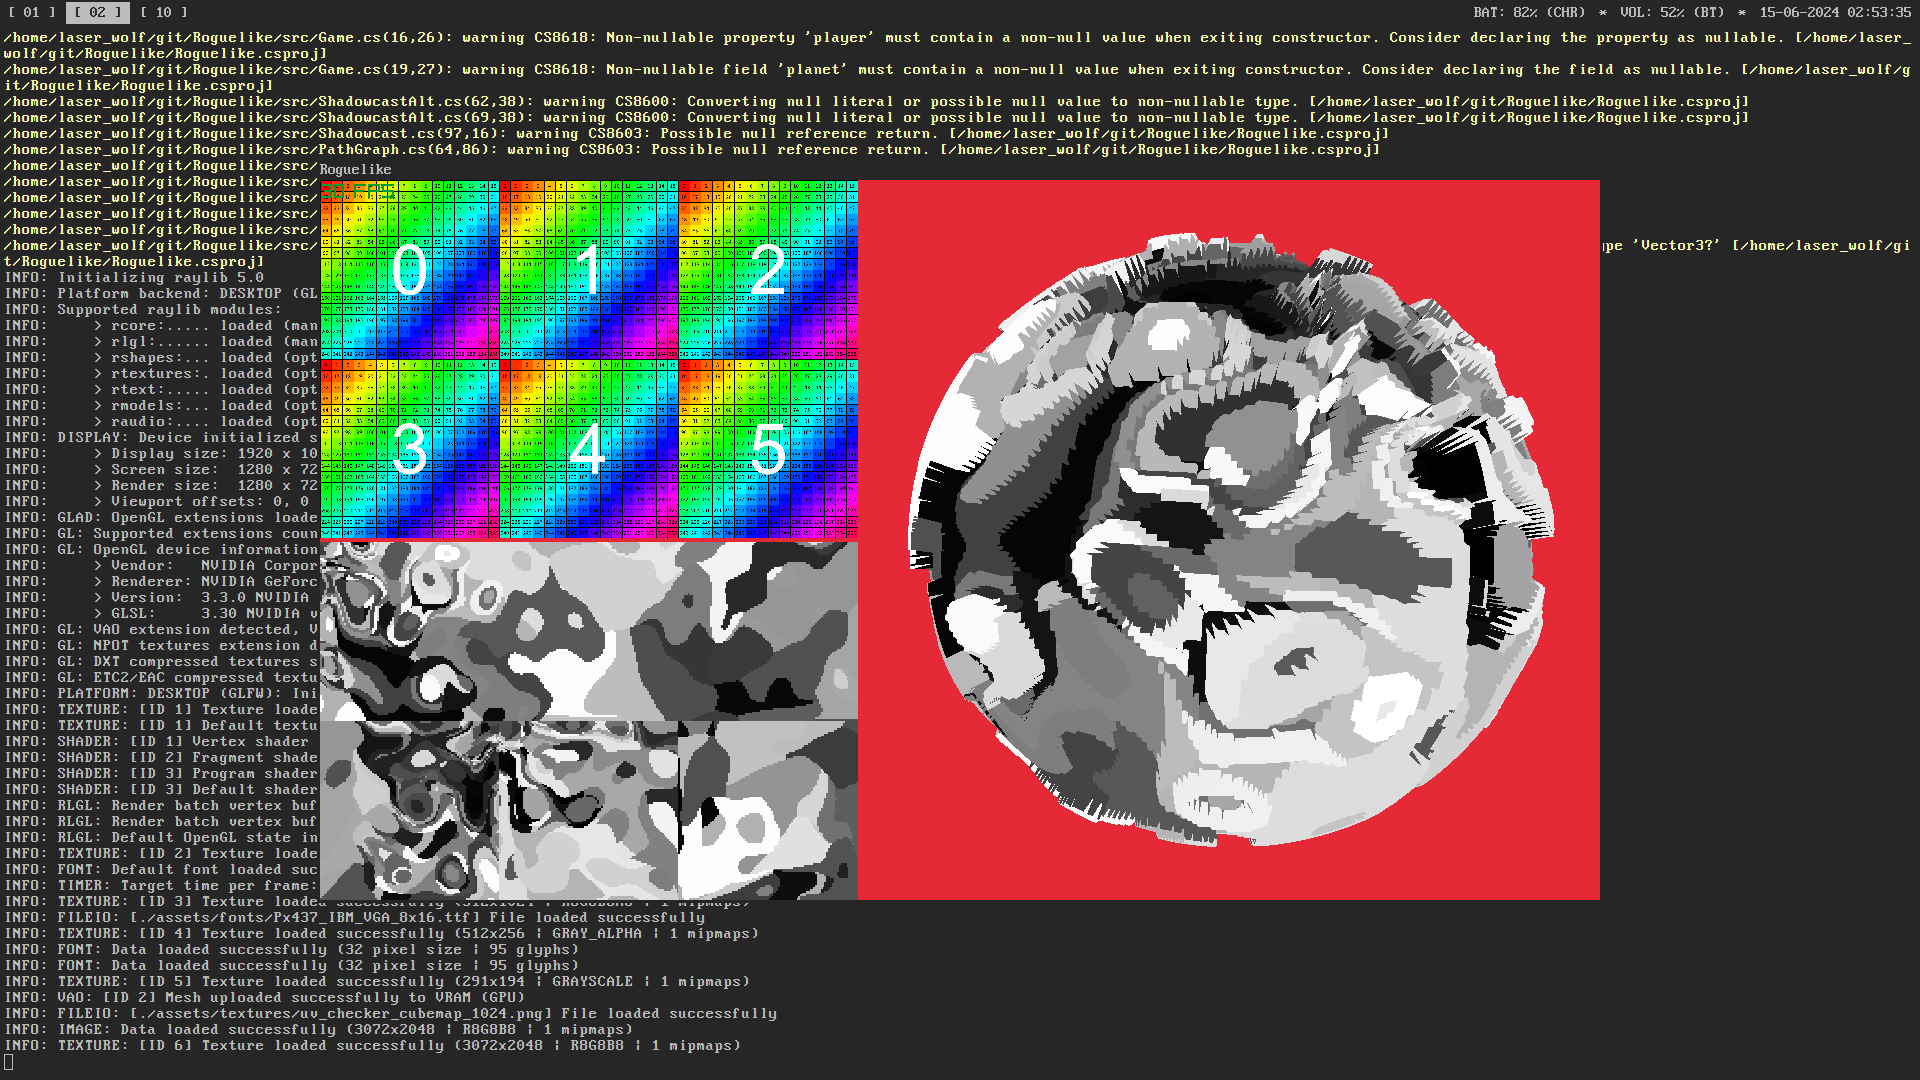 [ 01 ] [ 02 ] [ 10 ] BAT: 82% (CHR) * VOL: 52% (BT) * 15-06-2024 02:53:35
/home/laser_wolf/git/Roguelike/src/Game.cs(16,26): warning CS8618: Non-nullable property 'player' must contain a non-null value when exiting constructor. Consider declaring the property as nullable. [/home/laser_
wolf/git/Roguelike/Roguelike.csproj]
/home/laser_wolf/git/Roguelike/src/Game.cs(19,27): warning CS8618: Non-nullable field 'planet' must contain a non-null value when exiting constructor. Consider declaring the field as nullable. [/home/laser_wolf/g
it/Roguelike/Roguelike.csproj]
/home/laser_wolf/git/Roguelike/src/ShadowcastAlt.cs(62,38): warning CS8600: Converting null literal or possible null value to non-nullable type. [/home/laser_wolf/git/Roguelike/Roguelike.csproj]
/home/laser_wolf/git/Roguelike/src/ShadowcastAlt.cs(69,38): warning CS8600: Converting null literal or possible null value to non-nullable type. [/home/laser_wolf/git/Roguelike/Roguelike.csproj]
/home/laser_wolf/git/Roguelike/src/Shadowcast.cs(97,16): warning CS8603: Possible null reference return. [/home/laser_wolf/git/Roguelike/Roguelike.csproj]
/home/laser_wolf/git/Roguelike/src/PathGraph.cs(64,86): warning CS8603: Possible null reference return. [/home/laser_wolf/git/Roguelike/Roguelike.csproj]
/home/laser_wolf/git/Roguelike/src/
Roguelike
/home/laser_wolf/git/Roguelike/src/
/home/laser_wolf/git/Roguelike/src/
/home/laser_wolf/git/Roguelike/src/
/home/laser_wolf/git/Roguelike/src/
/home/laser_wolf/git/Roguelike/src/ pe 'Vector3?' [/home/laser_wolf/gi
t/Roguelike/Roguelike.csproj]
0 1 2
3 4 5
INFO: Initializing raylib 5.0
INFO: Platform backend: DESKTOP (GL
INFO: Supported raylib modules:
INFO:     > rcore:..... loaded (man
INFO:     > rlgl:...... loaded (man
INFO:     > rshapes:... loaded (opt
INFO:     > rtextures:. loaded (opt
INFO:     > rtext:..... loaded (opt
INFO:     > rmodels:... loaded (opt
INFO:     > raudio:.... loaded (opt
INFO: DISPLAY: Device initialized s
INFO:     > Display size: 1920 x 10
INFO:     > Screen size:  1280 x 72
INFO:     > Render size:  1280 x 72
INFO:     > Viewport offsets: 0, 0
INFO: GLAD: OpenGL extensions loade
INFO: GL: Supported extensions coun
INFO: GL: OpenGL device information
INFO:     > Vendor:   NVIDIA Corpor
INFO:     > Renderer: NVIDIA GeForc
INFO:     > Version:  3.3.0 NVIDIA
INFO:     > GLSL:     3.30 NVIDIA v
INFO: GL: VAO extension detected, V
INFO: GL: NPOT textures extension d
INFO: GL: DXT compressed textures s
INFO: GL: ETC2/EAC compressed textu
INFO: PLATFORM: DESKTOP (GLFW): Ini
INFO: TEXTURE: [ID 1] Texture loade
INFO: TEXTURE: [ID 1] Default textu
INFO: SHADER: [ID 1] Vertex shader
INFO: SHADER: [ID 2] Fragment shade
INFO: SHADER: [ID 3] Program shader
INFO: SHADER: [ID 3] Default shader
INFO: RLGL: Render batch vertex buf
INFO: RLGL: Render batch vertex buf
INFO: RLGL: Default OpenGL state in
INFO: TEXTURE: [ID 2] Texture loade
INFO: FONT: Default font loaded suc
INFO: TIMER: Target time per frame:
INFO: TEXTURE: [ID 3] Texture loaded successfully
INFO: FILEIO: [./assets/fonts/Px437_IBM_VGA_8x16.ttf] File loaded successfully
INFO: TEXTURE: [ID 4] Texture loaded successfully (512x256 | GRAY_ALPHA | 1 mipmaps)
INFO: FONT: Data loaded successfully (32 pixel size | 95 glyphs)
INFO: FONT: Data loaded successfully (32 pixel size | 95 glyphs)
INFO: TEXTURE: [ID 5] Texture loaded successfully (291x194 | GRAYSCALE | 1 mipmaps)
INFO: VAO: [ID 2] Mesh uploaded successfully to VRAM (GPU)
INFO: FILEIO: [./assets/textures/uv_checker_cubemap_1024.png] File loaded successfully
INFO: IMAGE: Data loaded successfully (3072x2048 | R8G8B8 | 1 mipmaps)
INFO: TEXTURE: [ID 6] Texture loaded successfully (3072x2048 | R8G8B8 | 1 mipmaps)